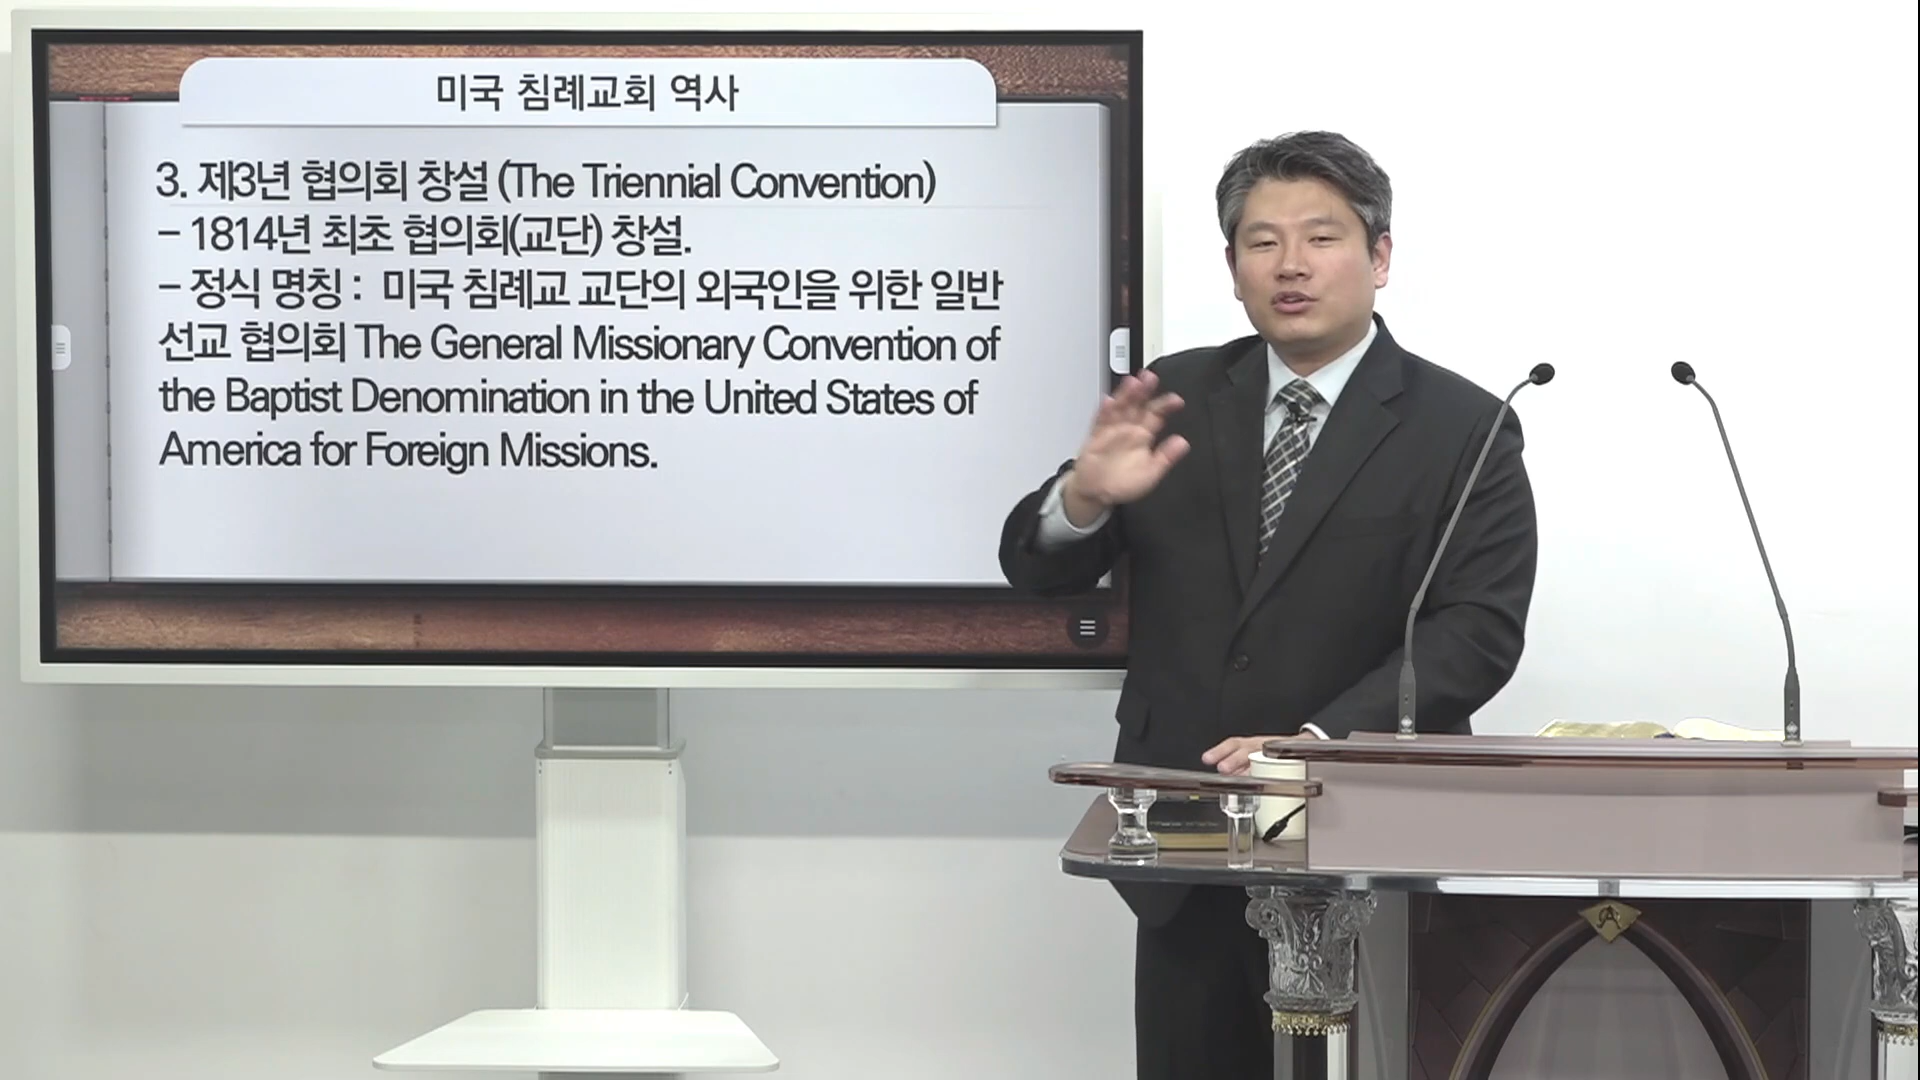 미국 침례교회 역사
3. 제3년 협의회 창설 (The Triennial Convention)
- 1814년 최초 협의회(교단) 창설.
- 정식 명칭 : 미국 침례교 교단의 외국인을 위한 일반
선교 협의회 The General Missionary Convention of
the Baptist Denomination in the United States of
America for Foreign Missions.